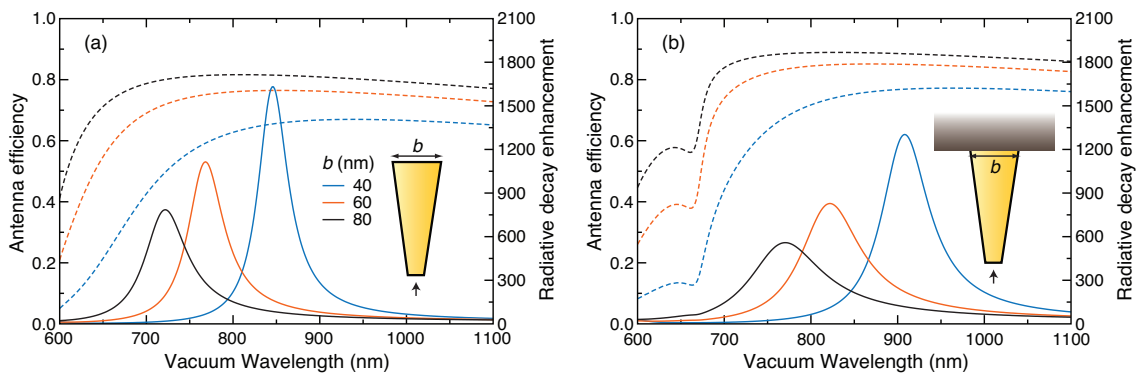 (a)
Antenna efficiency
1.0
0.8
0.6
0.4
0.2
0.0
600 700 800 900 1000 1100
Vacuum Wavelength (nm)
2100
1800
1500
1200
900
600
300
0
Radiative decay enhancement
b (nm)
40
60
80
b
(b)
Antenna efficiency
1.0
0.8
0.6
0.4
0.2
0.0
600 700 800 900 1000 1100
Vacuum Wavelength (nm)
2100
1800
1500
1200
900
600
300
0
Radiative decay enhancement
b